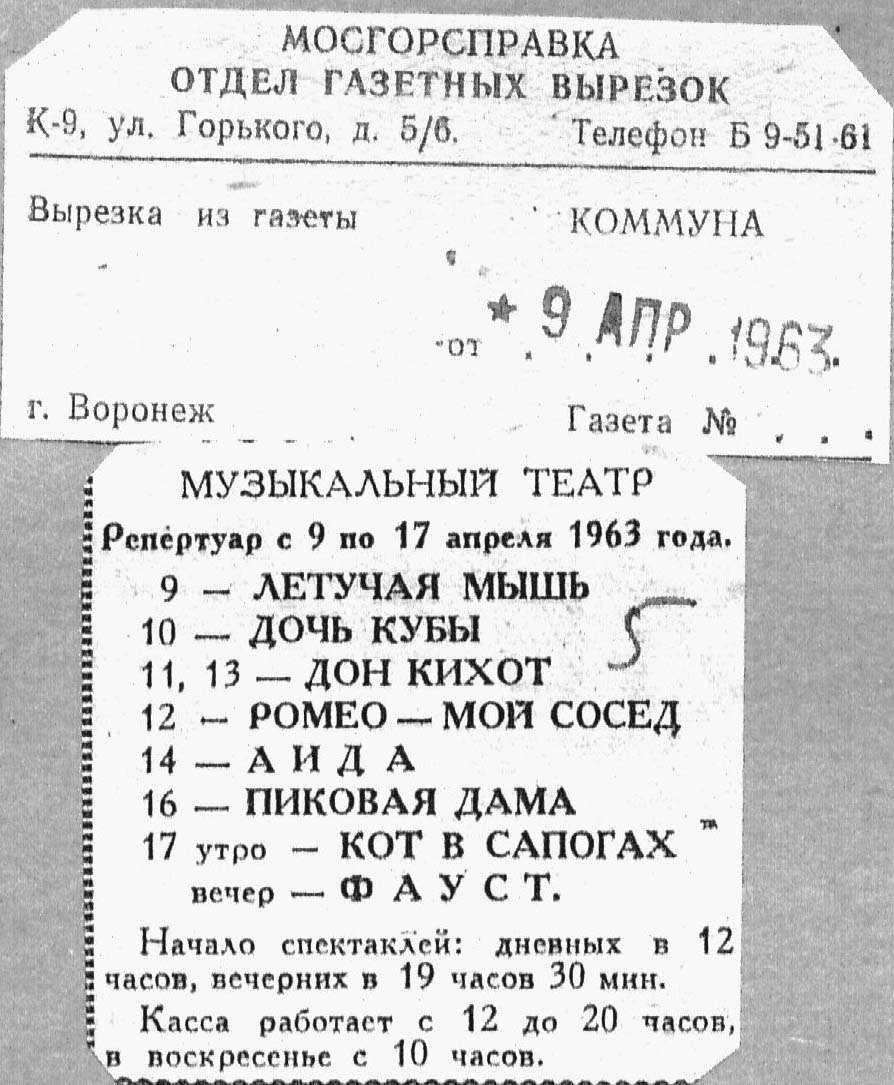 МОСГОРСПРАВКА
ОТДЕЛ ГАЗЕТНЫХ ВЫРЕЗОК
К-9, ул. Горького, д. 5/6. Телефон Б 9-51-61
Вырезка из газеты КОММУНА
от * 9 АПР. 1963.
г. Воронеж Газета № . . .
МУЗЫКАЛЬНЫЙ ТЕАТР
Репертуар с 9 по 17 апреля 1963 года.
9 — ЛЕТУЧАЯ МЫШЬ
10 — ДОЧЬ КУБЫ
5
11, 13 — ДОН КИХОТ
12 — РОМЕО — МОЙ СОСЕД
14 — АИДА
16 — ПИКОВАЯ ДАМА
17 утро — КОТ В САПОГАХ
вечер — ФАУСТ.
Начало спектаклей: дневных в 12
часов, вечерних в 19 часов 30 мин.
Касса работает с 12 до 20 часов,
в воскресенье с 10 часов.